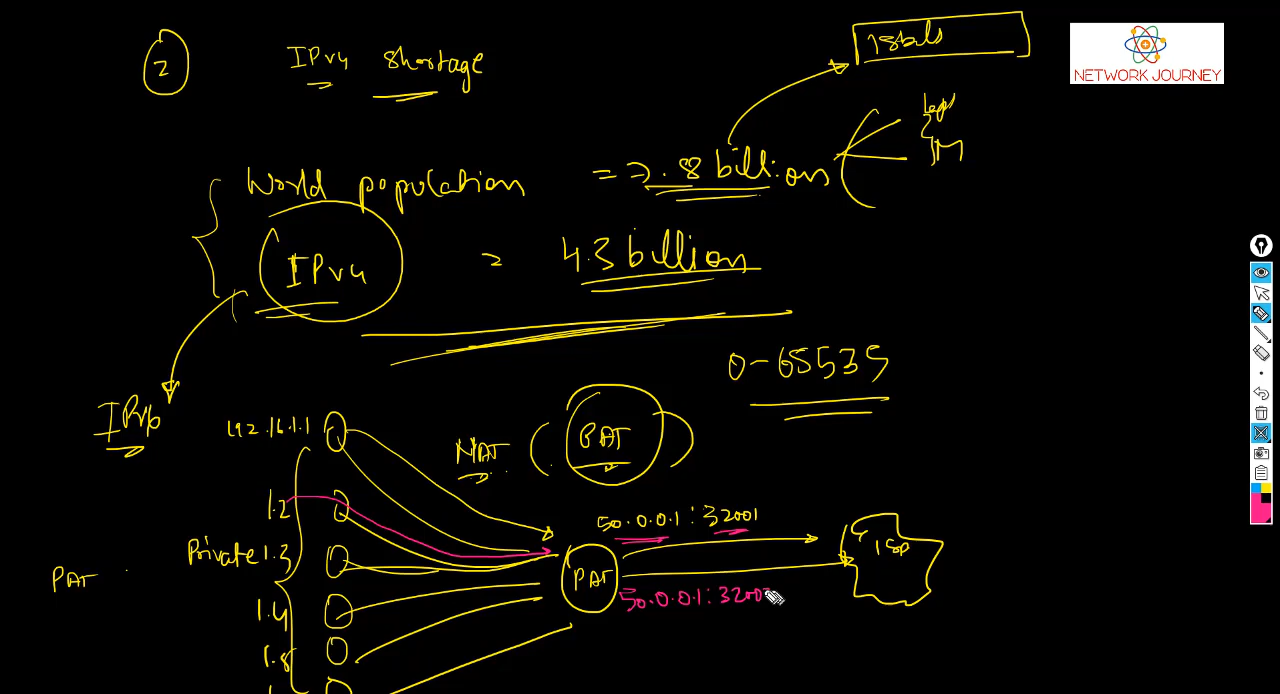 2 IPv4 shortage
NETWORK JOURNEY
World population = 7.8 billion
IPv4 = 4.3 billion
0-65535
192.16.1.1
NAT (PAT)
1.2
50.0.0.1:32001
Private 1.3
PAT
PAT
ISP
50.0.0.1:3200
1.4
1.8